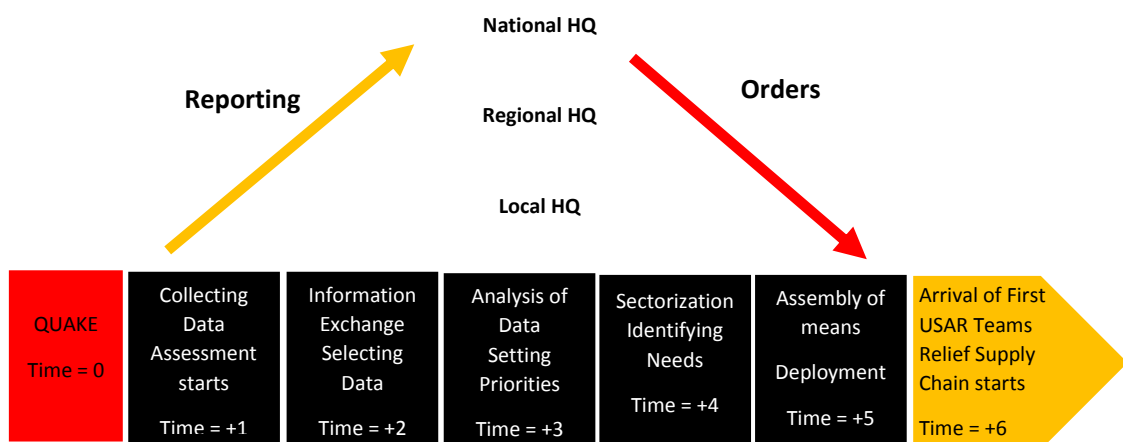 National HQ
Reporting
Orders
Regional HQ
Local HQ
QUAKE
Time = 0
Collecting
Data
Assessment
starts
Time = +1
Information
Exchange
Selecting
Data
Time = +2
Analysis of
Data
Setting
Priorities
Time = +3
Sectorization
Identifying
Needs
Time = +4
Assembly of
means
Deployment
Time = +5
Arrival of First
USAR Teams
Relief Supply
Chain starts
Time = +6